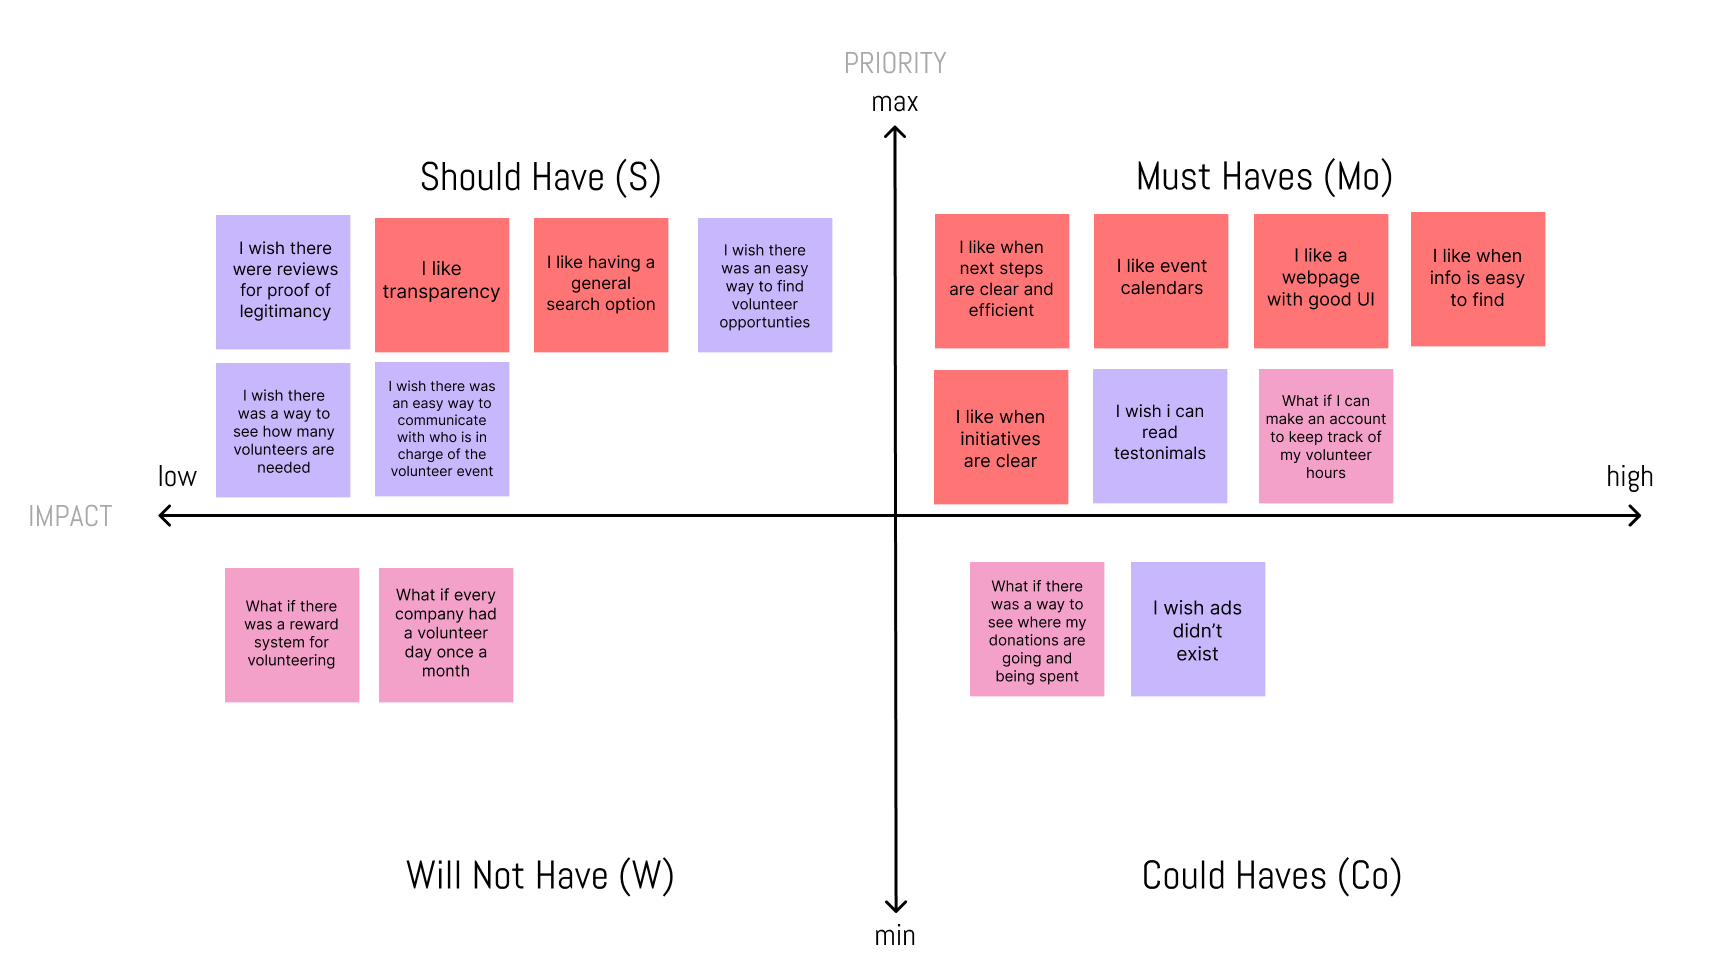 PRIORITY
max
Should Have (S)
Must Haves (Mo)
I wish there
were reviews
for proof of
legitimancy
I like
transparency
I like having a
general
search option
I wish there
was an easy
way to find
volunteer
opportunties
I like when
next steps
are clear and
efficient
I like event
calendars
I like a
webpage
with good UI
I like when
info is easy
to find
I wish there
was a way to
see how many
volunteers are
needed
I wish there was
an easy way to
communicate
with who is in
charge of the
volunteer event
I like when
initiatives
are clear
I wish i can
read
testonimals
What if I can
make an account
to keep track of
my volunteer
hours
low
high
IMPACT
What if there
was a reward
system for
volunteering
What if every
company had
a volunteer
day once a
month
What if there
was a way to
see where my
donations are
going and
being spent
I wish ads
didn’t
exist
Will Not Have (W)
Could Haves (Co)
min